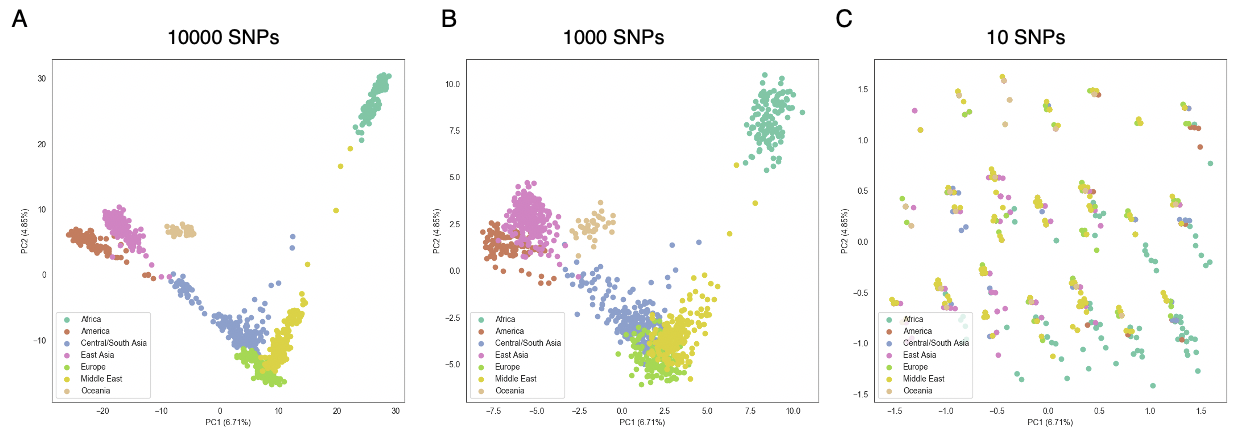 A
10000 SNPs
30
20
10
0
−10
PC2 (4.85%)
−20
−10
0
10
20
30
PC1 (6.71%)
Africa
America
Central/South Asia
East Asia
Europe
Middle East
Oceania
B
1000 SNPs
10.0
7.5
5.0
2.5
0.0
−2.5
−5.0
PC2 (4.85%)
−7.5
−5.0
−2.5
0.0
2.5
5.0
7.5
10.0
PC1 (6.71%)
Africa
America
Central/South Asia
East Asia
Europe
Middle East
Oceania
C
10 SNPs
1.5
1.0
0.5
0.0
−0.5
−1.0
−1.5
PC2 (4.85%)
−1.5
−1.0
−0.5
0.0
0.5
1.0
1.5
PC1 (6.71%)
Africa
America
Central/South Asia
East Asia
Europe
Middle East
Oceania